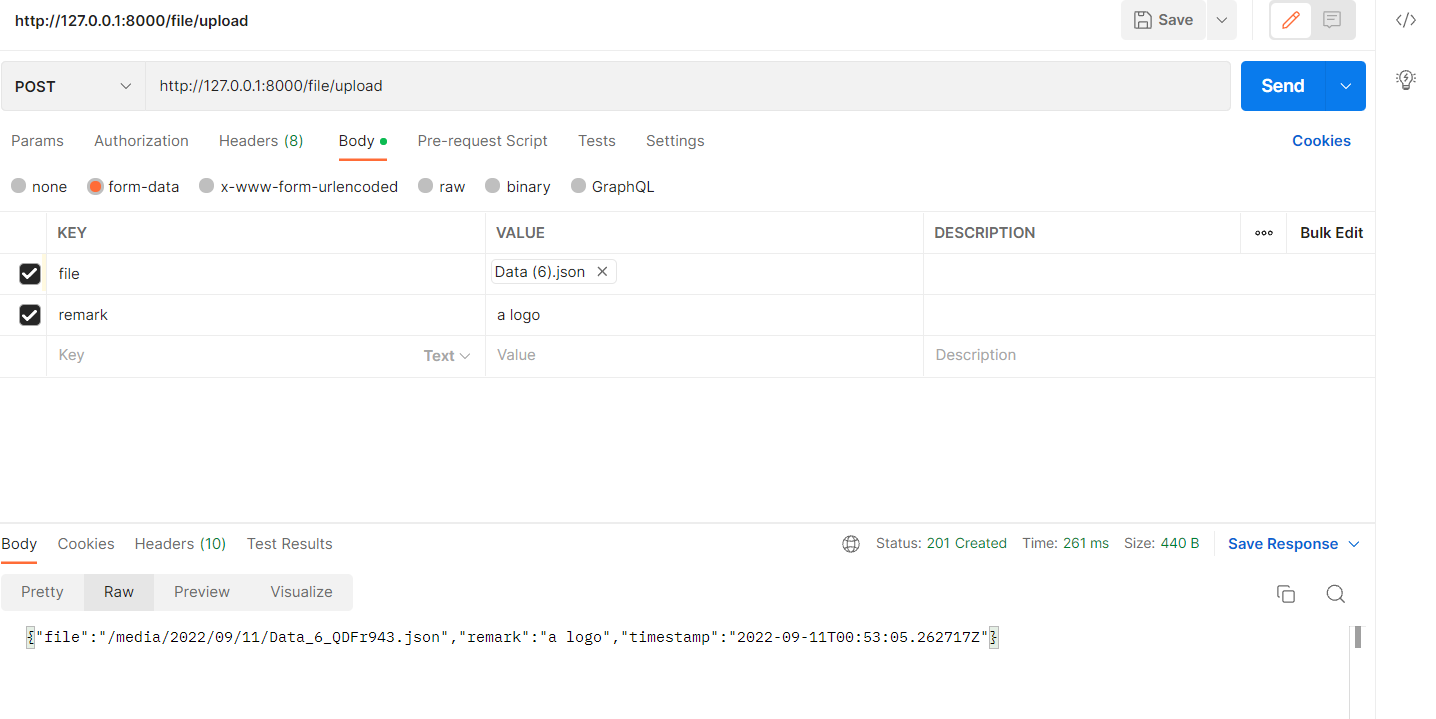 http://127.0.0.1:8000/file/upload
Save
POST
http://127.0.0.1:8000/file/upload
Send
Params Authorization Headers (8) Body Pre-request Script Tests Settings Cookies
none form-data x-www-form-urlencoded raw binary GraphQL
KEY VALUE DESCRIPTION Bulk Edit
file Data (6).json
remark a logo
Key Text Value Description
Body Cookies Headers (10) Test Results Status: 201 Created Time: 261 ms Size: 440 B Save Response
Pretty Raw Preview Visualize
{"file":"/media/2022/09/11/Data_6_QDFr943.json","remark":"a logo","timestamp":"2022-09-11T00:53:05.262717Z"}